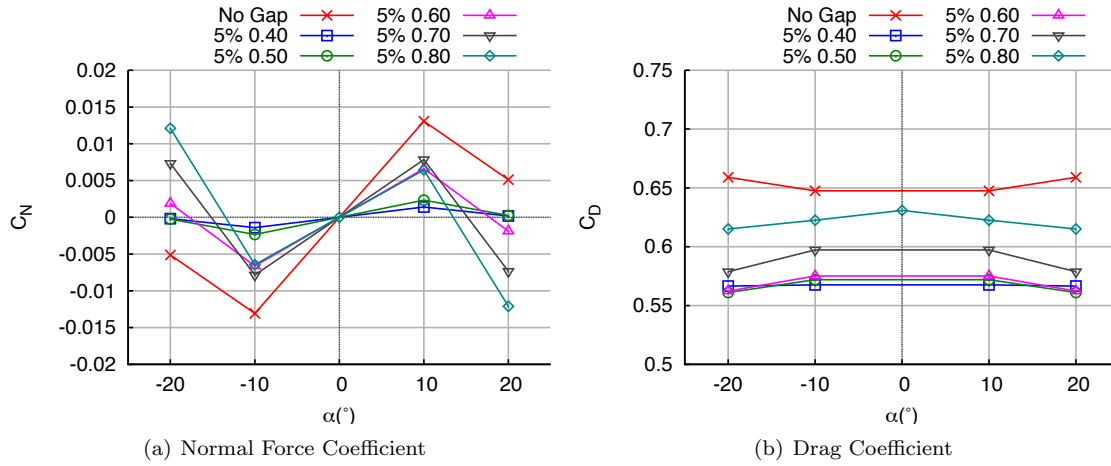 No Gap
5% 0.40
5% 0.50
5% 0.60
5% 0.70
5% 0.80
0.02
0.015
0.01
0.005
0
-0.005
-0.01
-0.015
-0.02
C_N
-20 -10 0 10 20
α(°)
(a) Normal Force Coefficient
No Gap
5% 0.40
5% 0.50
5% 0.60
5% 0.70
5% 0.80
0.75
0.7
0.65
0.6
0.55
0.5
C_D
-20 -10 0 10 20
α(°)
(b) Drag Coefficient